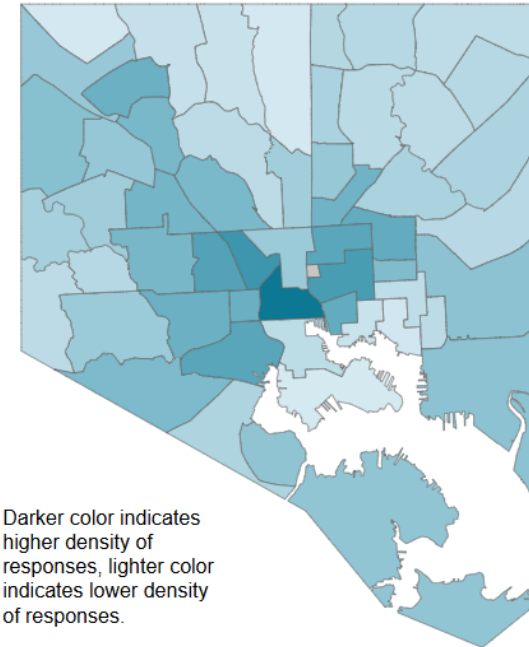 Darker color indicates
higher density of
responses, lighter color
indicates lower density
of responses.